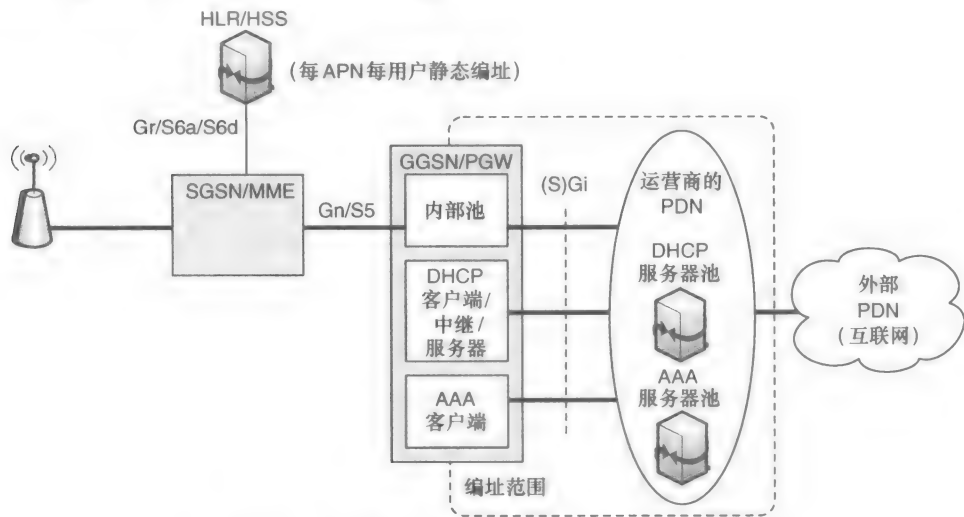 HLR/HSS
(每APN每用户静态编址)
Gr/S6a/S6d
SGSN/MME
Gn/S5
GGSN/PGW
内部池
DHCP
客户端/
中继/
服务器
AAA
客户端
(S)Gi
运营商的
PDN
DHCP
服务器池
AAA
服务器池
外部
PDN
(互联网)
编址范围